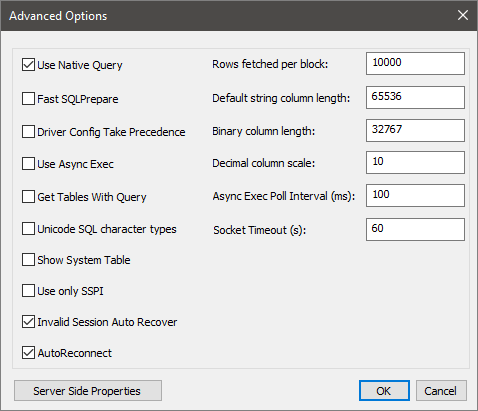 Advanced Options
Use Native Query
Rows fetched per block: 10000
Fast SQLPrepare
Default string column length: 65536
Driver Config Take Precedence
Binary column length: 32767
Use Async Exec
Decimal column scale: 10
Get Tables With Query
Async Exec Poll Interval (ms): 100
Unicode SQL character types
Socket Timeout (s): 60
Show System Table
Use only SSPI
Invalid Session Auto Recover
AutoReconnect
Server Side Properties
OK
Cancel